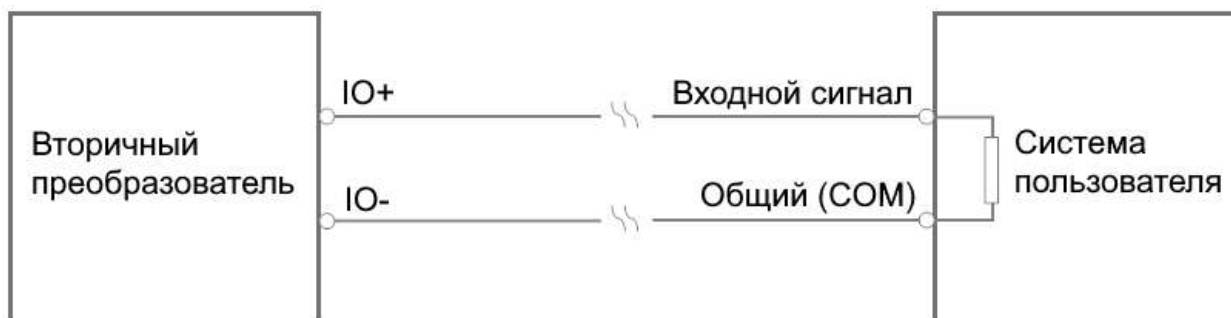 IO+
Входной сигнал
Вторичный
преобразователь
Система
пользователя
IO-
Общий (COM)